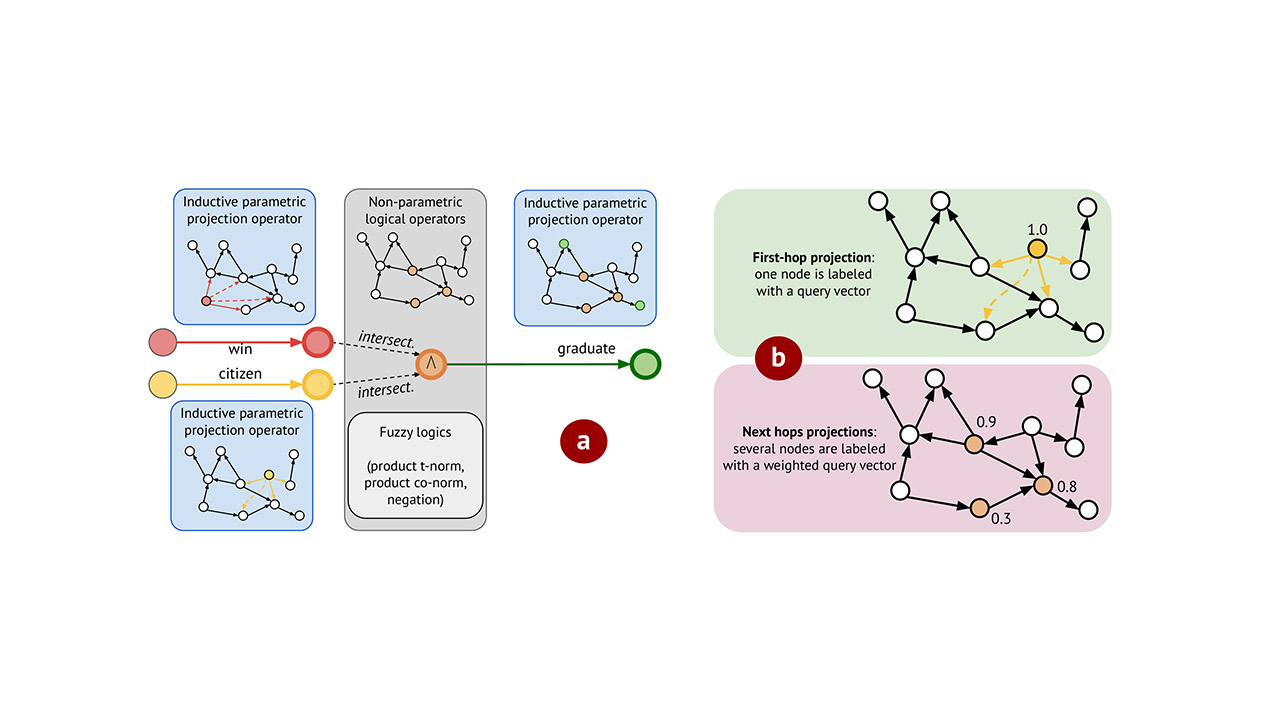 Inductive parametric
projection operator
win
citizen
Inductive parametric
projection operator
Non-parametric
logical operators
intersect.
intersect.
∧
Fuzzy logics
(product t-norm,
product co-norm,
negation)
Inductive parametric
projection operator
graduate
a
First-hop projection:
one node is labeled
with a query vector
1.0
b
Next hops projections:
several nodes are labeled
with a weighted query vector
0.9
0.8
0.3